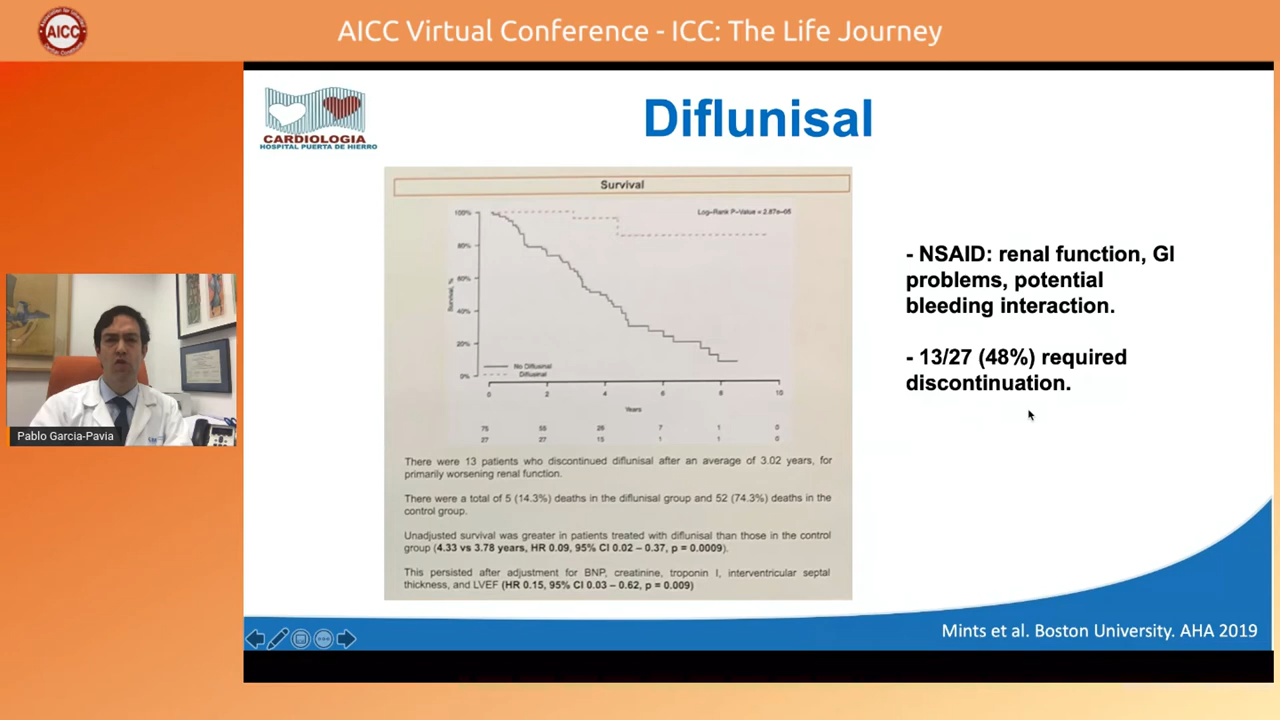 AICC Virtual Conference - ICC: The Life Journey
AICC
CARDIOLOGIA
HOSPITAL PUERTA DE HIERRO
Diflunisal
Survival
Log-Rank P-Value = 2.87e-05
100%
80%
60%
40%
20%
0%
Survival, %
No Diflunisal
Diflunisal
0 2 4 6 8 10
Years
75 55 26 7 1 0
27 27 15 1 1 0
There were 13 patients who discontinued diflunisal after an average of 3.02 years, for
primarily worsening renal function.
There were a total of 5 (14.3%) deaths in the diflunisal group and 52 (74.3%) deaths in the
control group.
Unadjusted survival was greater in patients treated with diflunisal than those in the control
group (4.33 vs 3.78 years, HR 0.09, 95% CI 0.02 – 0.37, p = 0.0009).
This persisted after adjustment for BNP, creatinine, troponin I, interventricular septal
thickness, and LVEF (HR 0.15, 95% CI 0.03 – 0.62, p = 0.009)
- NSAID: renal function, GI
problems, potential
bleeding interaction.
- 13/27 (48%) required
discontinuation.
Pablo Garcia-Pavia
Mints et al. Boston University. AHA 2019